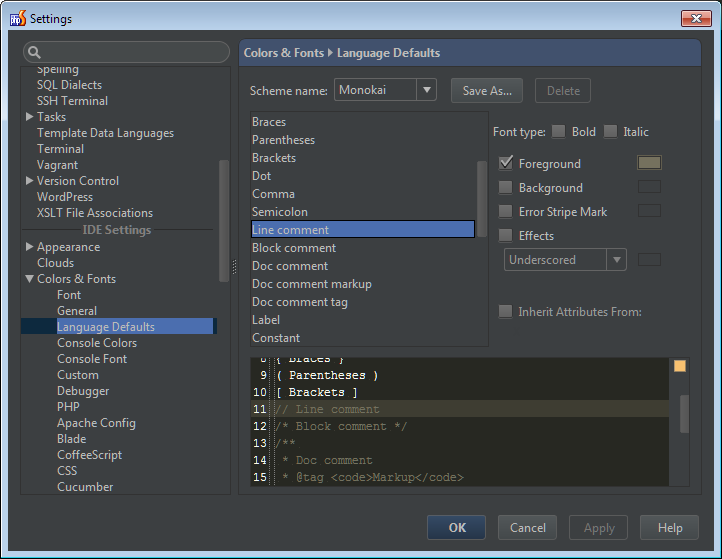 Settings
Spelling
SQL Dialects
SSH Terminal
Tasks
Template Data Languages
Terminal
Vagrant
Version Control
WordPress
XSLT File Associations
IDE Settings
Appearance
Clouds
Colors & Fonts
Font
General
Language Defaults
Console Colors
Console Font
Custom
Debugger
PHP
Apache Config
Blade
CoffeeScript
CSS
Cucumber
Colors & Fonts Language Defaults
Scheme name: Monokai Save As... Delete
Braces
Parentheses
Brackets
Dot
Comma
Semicolon
Line comment
Block comment
Doc comment
Doc comment markup
Doc comment tag
Label
Constant
Font type: Bold Italic
Foreground
Background
Error Stripe Mark
Effects
Underscored
Inherit Attributes From:
8 { Braces }
9 ( Parentheses )
10 [ Brackets ]
11 // Line comment
12 /* Block comment */
13 /**
14 * Doc comment
15 * @tag <code>Markup</code>
OK Cancel Apply Help